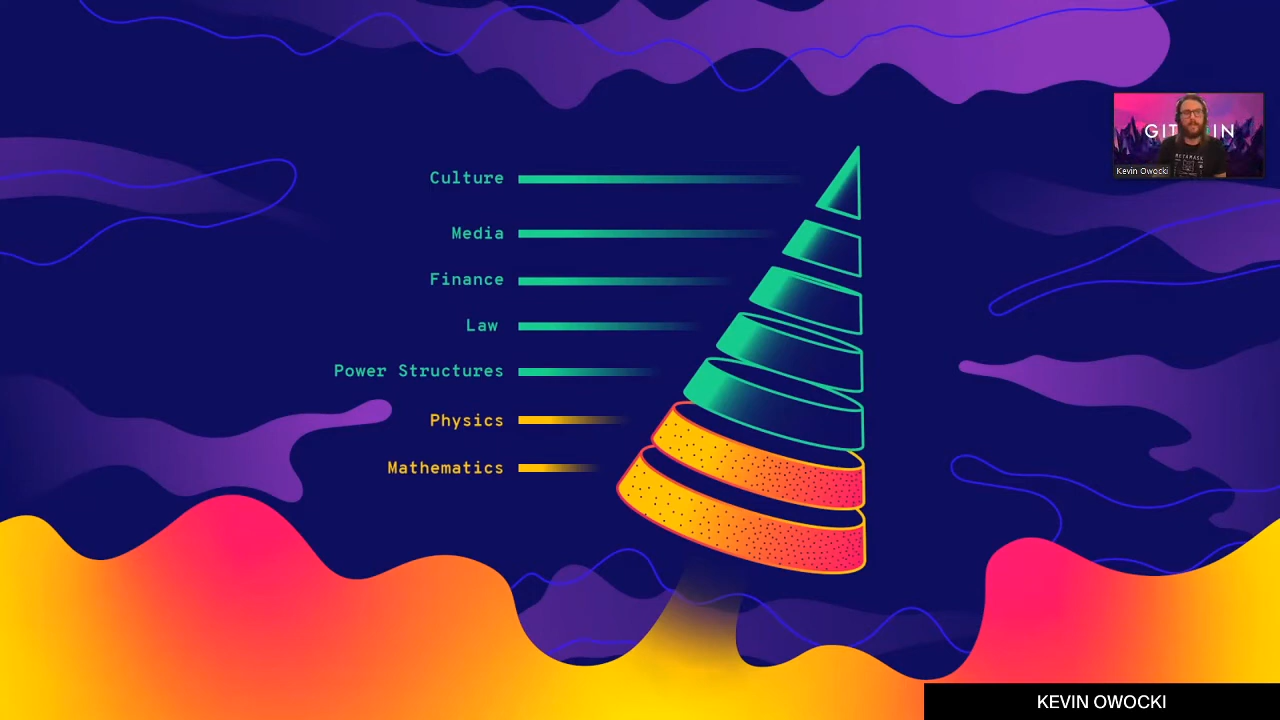 Culture
Media
Finance
Law
Power Structures
Physics
Mathematics
Kevin Owocki
KEVIN OWOCKI